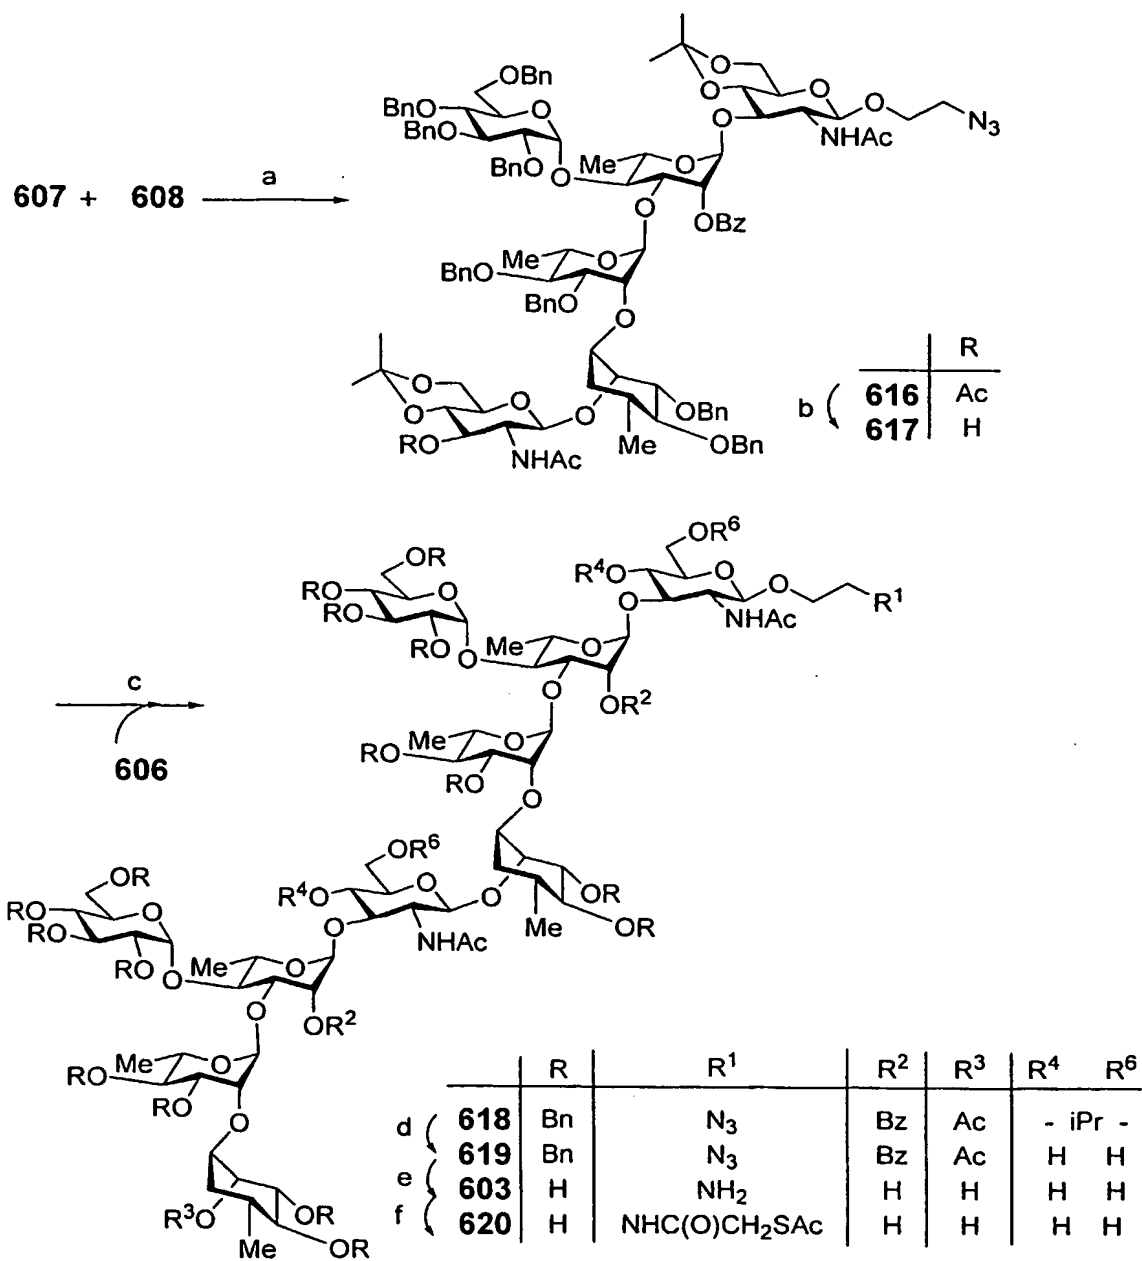 607 + 608
a
OBn
BnO
BnO
BnO
O
O
Me
O
O
OBz
O
O
O
O
O
O
NHAc
N3
Me
O
BnO
BnO
O
O
O
O
RO
O
NHAc
O
OBn
OBn
Me
R
b
616 Ac
617 H
c
606
OR
RO
RO
RO
O
O
Me
O
O
OR2
OR6
R4O
O
O
O
NHAc
R1
Me
O
RO
RO
O
OR6
R4O
O
O
O
NHAc
OR
OR
Me
OR
RO
RO
RO
O
O
Me
O
O
OR2
Me
O
RO
RO
O
R3O
OR
OR
Me
R R1 R2 R3 R4 R6
d
618 Bn N3 Bz Ac - iPr -
619 Bn N3 Bz Ac H H
e
603 H NH2 H H H H
f
620 H NHC(O)CH2SAc H H H H